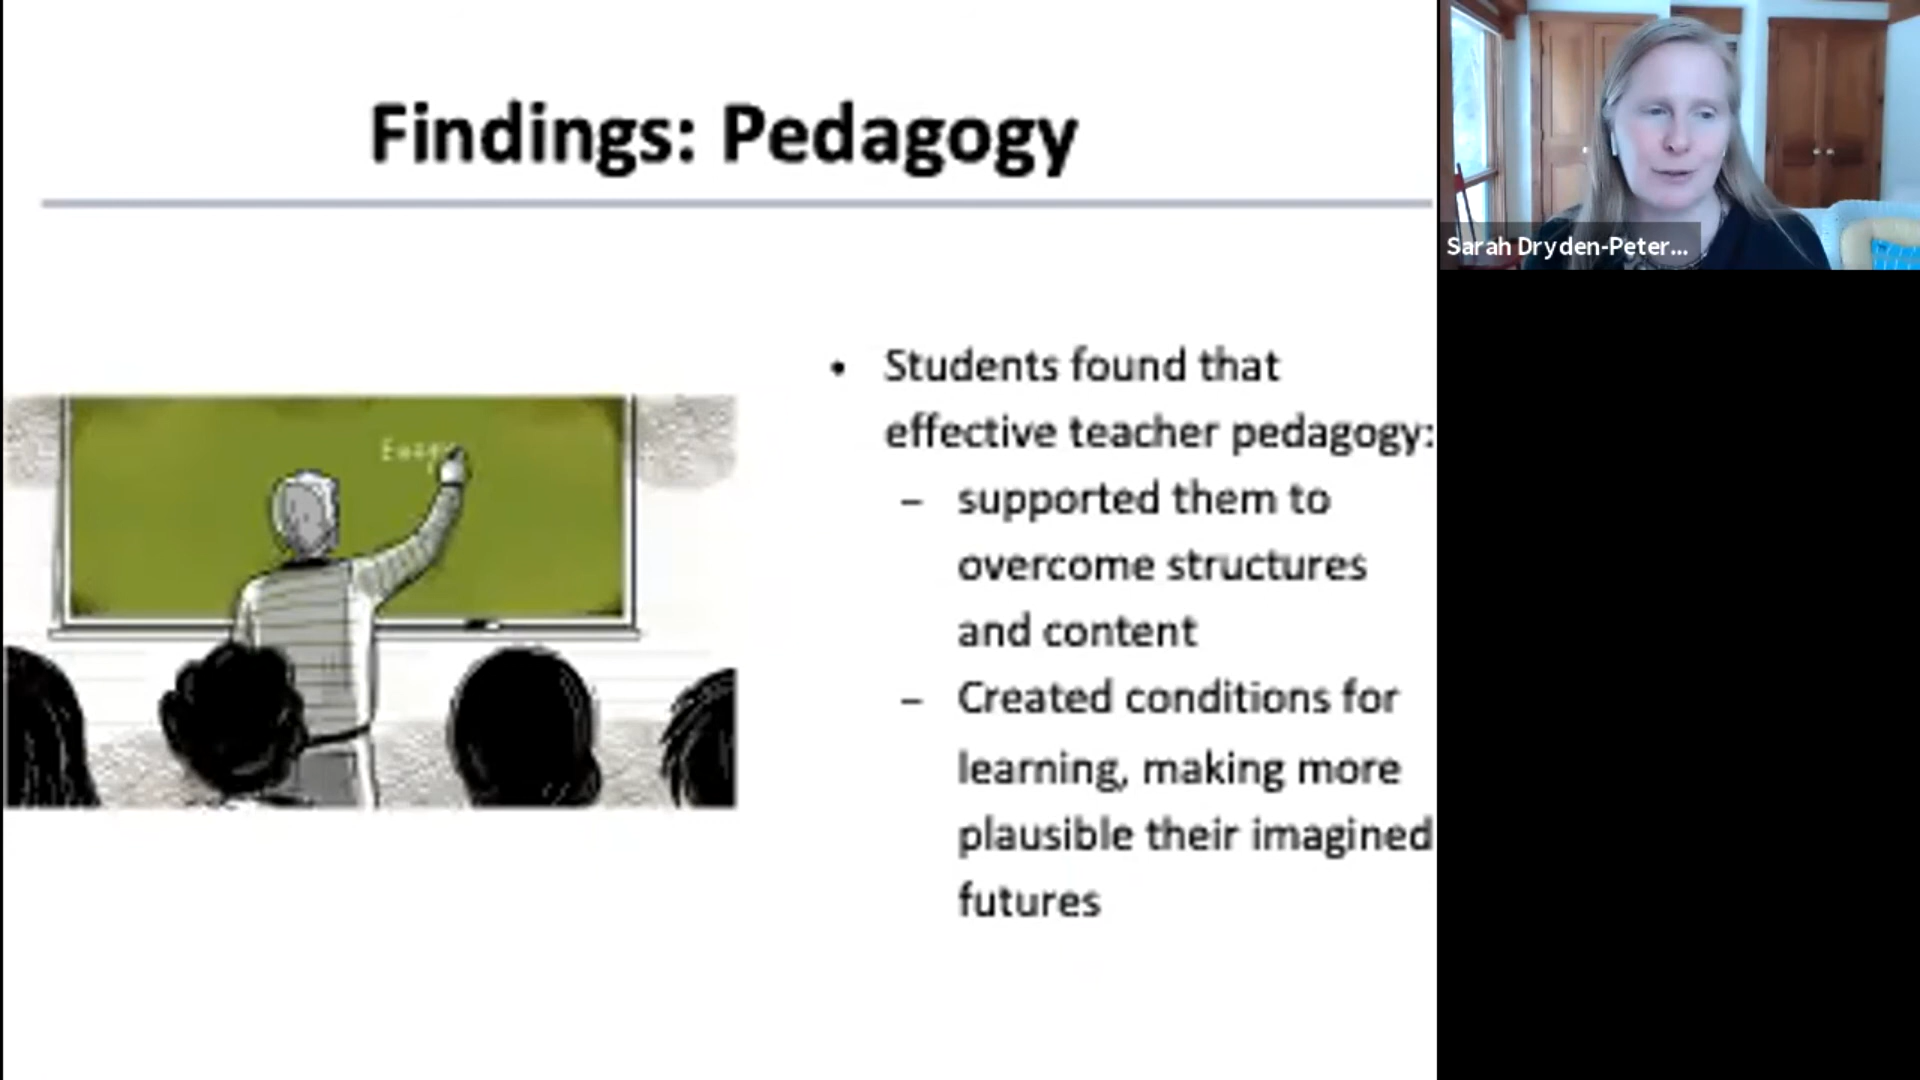 Findings: Pedagogy
Sarah Dryden-Peter...
• Students found that
effective teacher pedagogy:
– supported them to
overcome structures
and content
– Created conditions for
learning, making more
plausible their imagined
futures